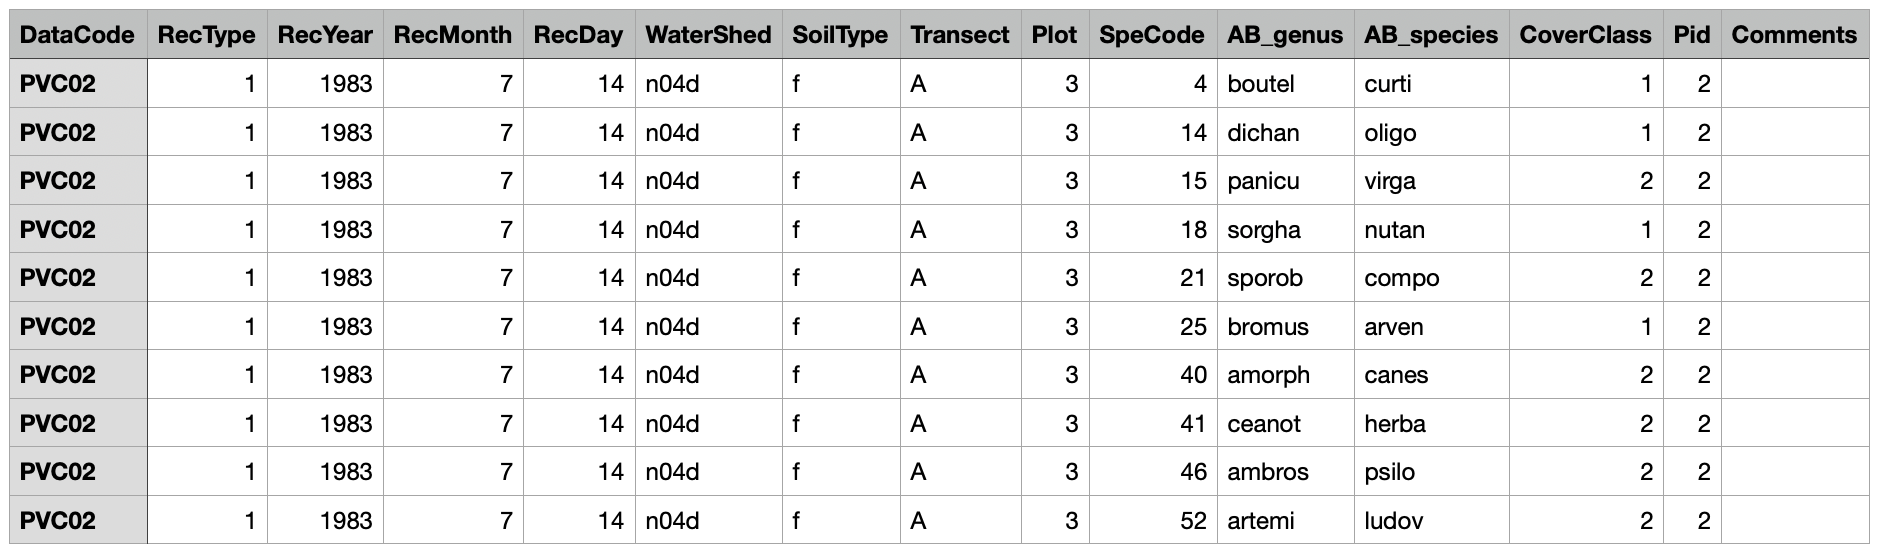 DataCode RecType RecYear RecMonth RecDay WaterShed SoilType Transect Plot SpeCode AB_genus AB_species CoverClass Pid Comments
PVC02 1 1983 7 14 n04d f A 3 4 boutel curti 1 2
PVC02 1 1983 7 14 n04d f A 3 14 dichan oligo 1 2
PVC02 1 1983 7 14 n04d f A 3 15 panicu virga 2 2
PVC02 1 1983 7 14 n04d f A 3 18 sorgha nutan 1 2
PVC02 1 1983 7 14 n04d f A 3 21 sporob compo 2 2
PVC02 1 1983 7 14 n04d f A 3 25 bromus arven 1 2
PVC02 1 1983 7 14 n04d f A 3 40 amorph canes 2 2
PVC02 1 1983 7 14 n04d f A 3 41 ceanot herba 2 2
PVC02 1 1983 7 14 n04d f A 3 46 ambros psilo 2 2
PVC02 1 1983 7 14 n04d f A 3 52 artemi ludov 2 2